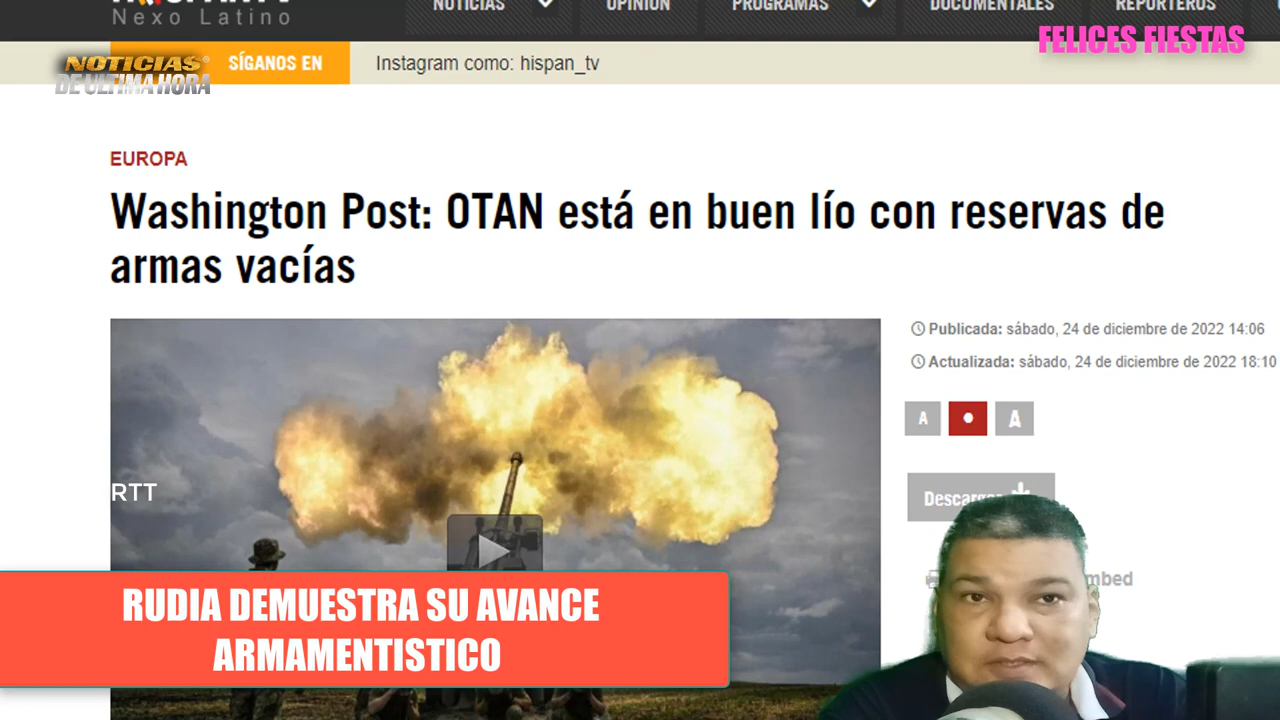 Nexo Latino
NOTICIAS OPINIÓN PROGRAMAS DOCUMENTALES REPORTEROS
FELICES FIESTAS
NOTICIAS
DE ULTIMA HORA
SÍGANOS EN
Instagram como: hispan_tv
EUROPA
Washington Post: OTAN está en buen lío con reservas de
armas vacías
Publicada: sábado, 24 de diciembre de 2022 14:06
Actualizada: sábado, 24 de diciembre de 2022 18:10
A A
RTT
RUDIA DEMUESTRA SU AVANCE
ARMAMENTISTICO